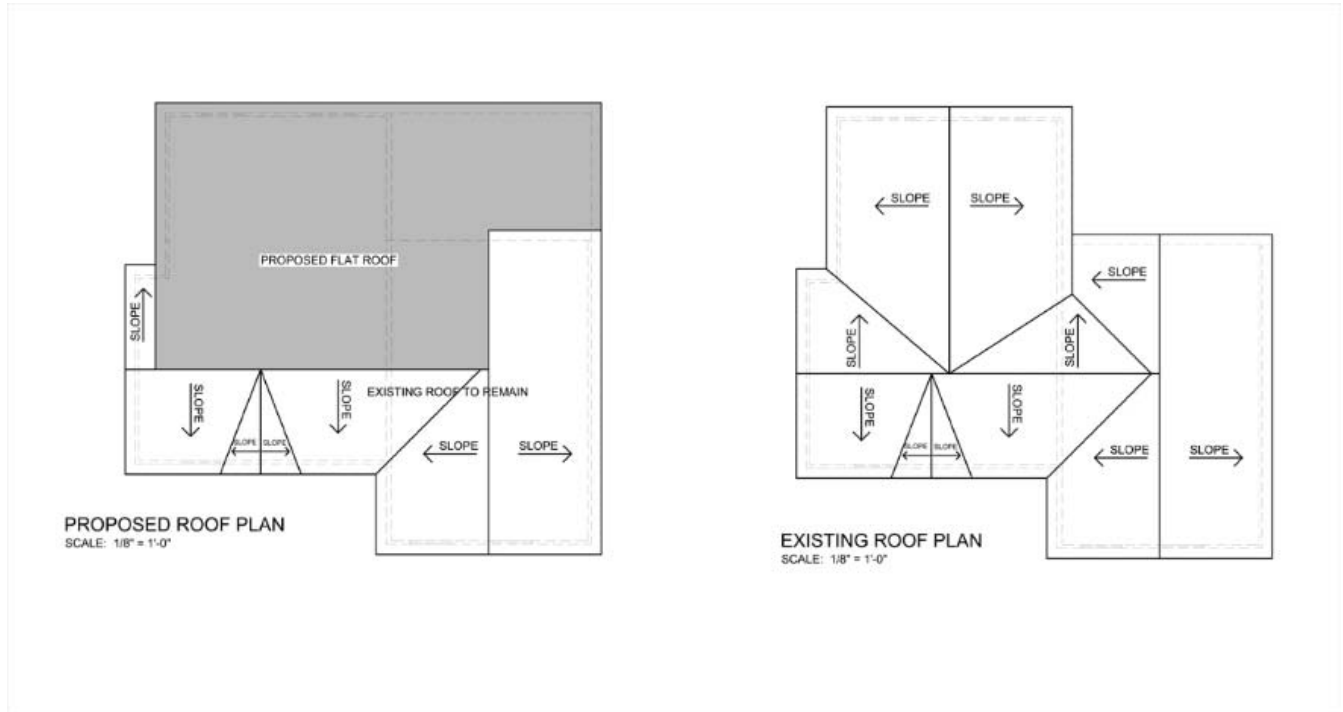 PROPOSED FLAT ROOF
SLOPE
SLOPE
SLOPE
EXISTING ROOF TO REMAIN
SLOPE
SLOPE
SLOPE
SLOPE
PROPOSED ROOF PLAN
SCALE: 1/8" = 1'-0"
SLOPE
SLOPE
SLOPE
SLOPE
SLOPE
SLOPE
SLOPE
SLOPE
SLOPE
SLOPE
SLOPE
EXISTING ROOF PLAN
SCALE: 1/8" = 1'-0"